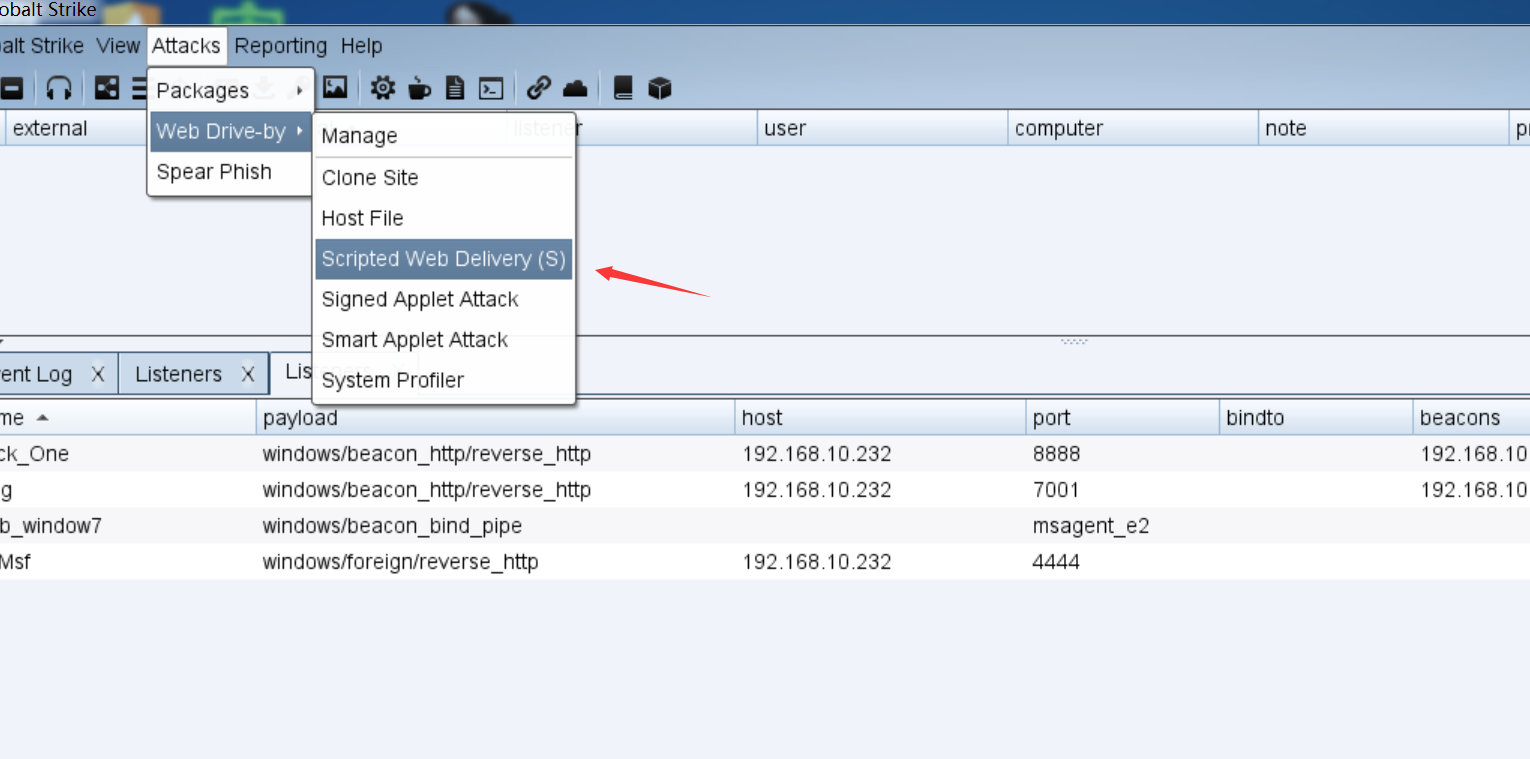 obalt Strike
alt Strike View Attacks Reporting Help
Packages
external listener user computer note p
Web Drive-by
Manage
Spear Phish
Clone Site
Host File
Scripted Web Delivery (S)
Signed Applet Attack
Smart Applet Attack
System Profiler
ent Log X Listeners X Lis
me payload host port bindto beacons
ck_One windows/beacon_http/reverse_http 192.168.10.232 8888 192.168.10
g windows/beacon_http/reverse_http 192.168.10.232 7001 192.168.10
b_window7 windows/beacon_bind_pipe msagent_e2
Msf windows/foreign/reverse_http 192.168.10.232 4444